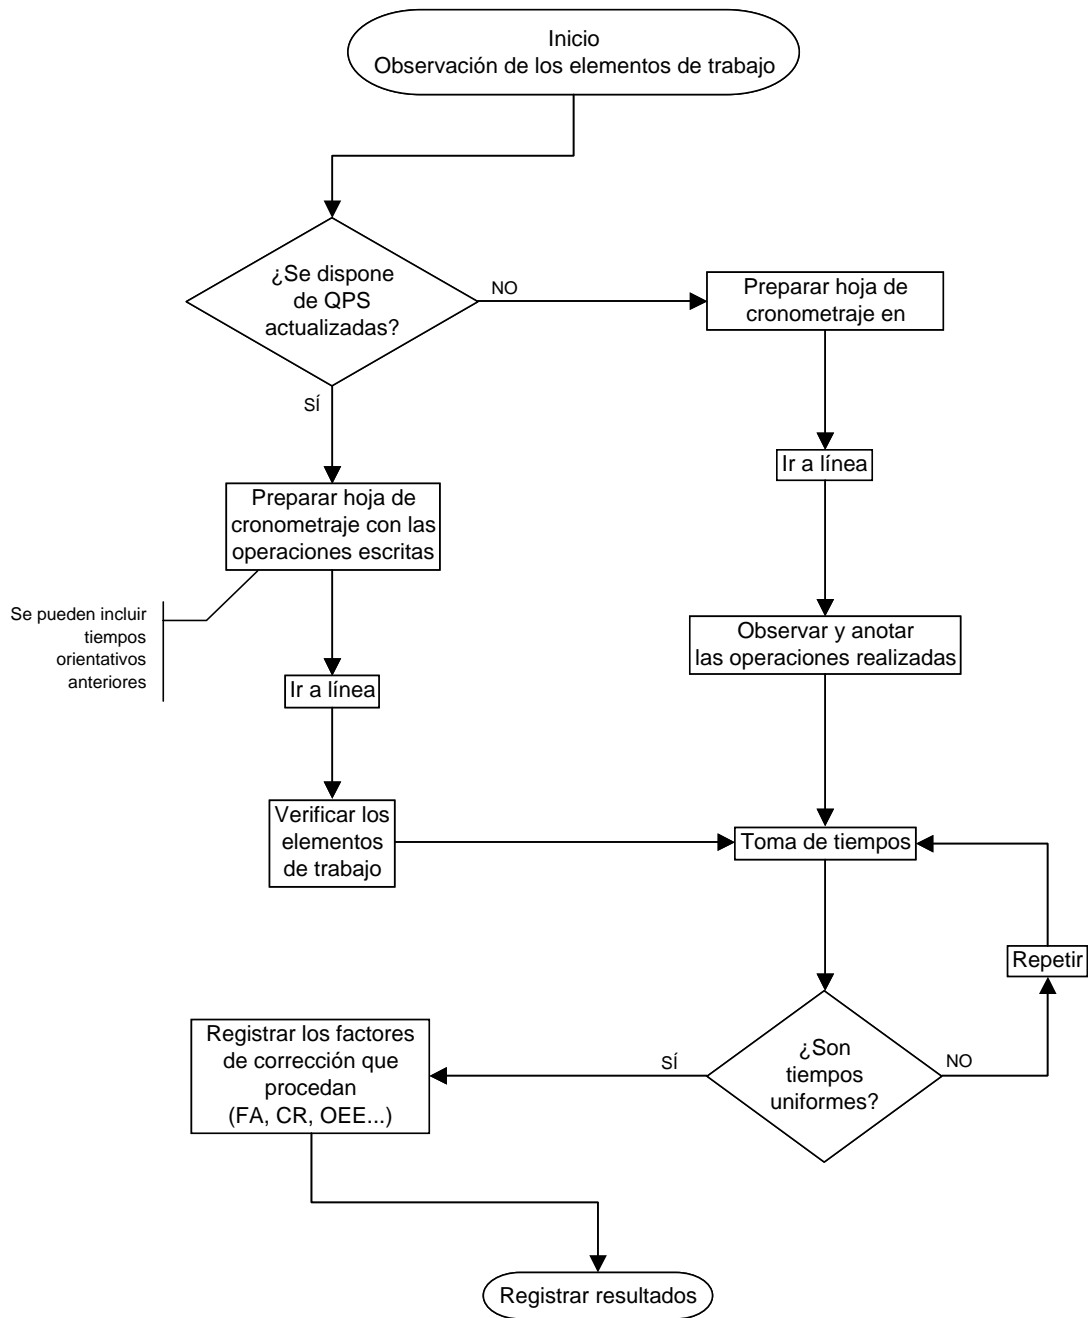 Inicio
Observación de los elementos de trabajo
¿Se dispone
de QPS
actualizadas?
NO
Preparar hoja de
cronometraje en
SÍ
Ir a línea
Preparar hoja de
cronometraje con las
operaciones escritas
Se pueden incluir
tiempos
orientativos
anteriores
Observar y anotar
las operaciones realizadas
Ir a línea
Verificar los
elementos
de trabajo
Toma de tiempos
Repetir
¿Son
tiempos
uniformes?
NO
SÍ
Registrar los factores
de corrección que
procedan
(FA, CR, OEE...)
Registrar resultados